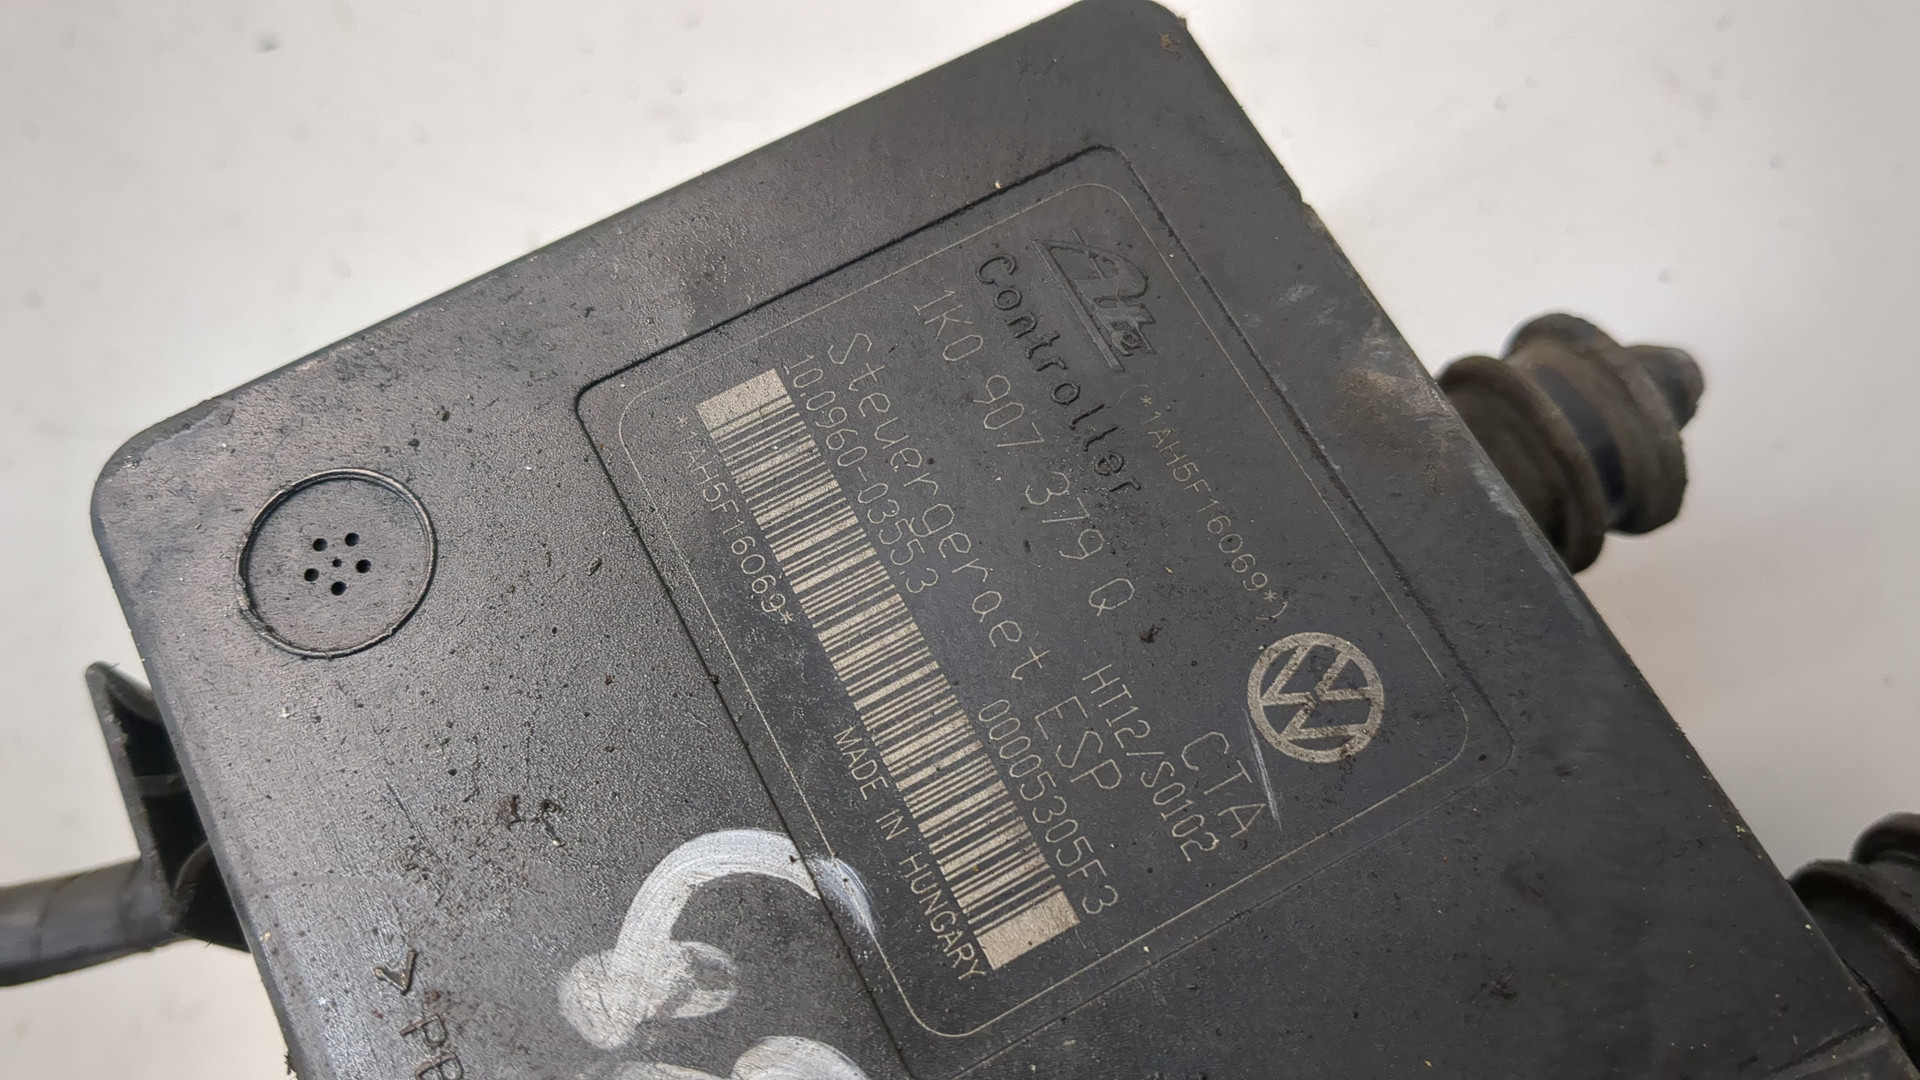 Ate
Controller
*1AH5F16069*)
1K0 907 379 Q
CTA
HT12/S0102
Steuergeraet ESP
10.0960-0355.3
00005305F3
*1AH5F16069*
MADE IN HUNGARY